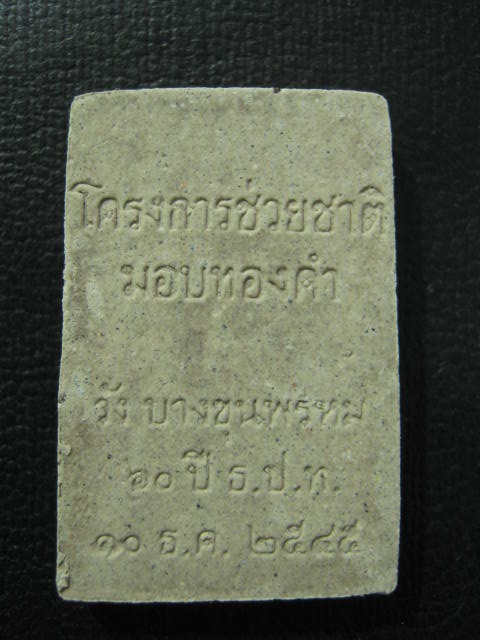 โครงการช่วยชาติ
มอบทองคำ
วัง บางขุนพรหม
๖๐ ปี ธ.ป.ท.
๑๐ ธ.ค. ๒๕๔๕